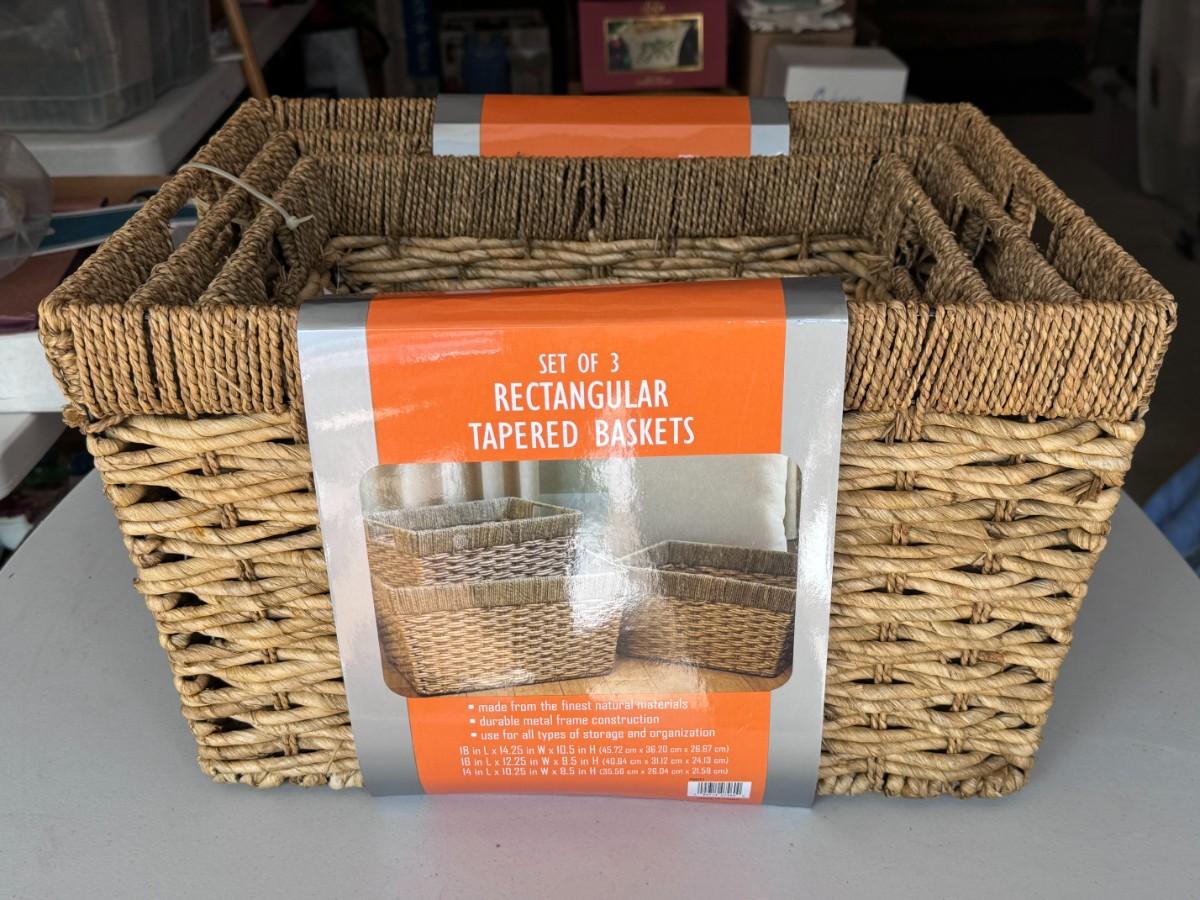 SET OF 3
RECTANGULAR
TAPERED BASKETS
• made from the finest natural materials
• durable metal frame construction
• use for all types of storage and organization
18 in L x 14.25 in W x 10.5 in H (45.72 cm x 36.20 cm x 26.67 cm)
16 in L x 12.25 in W x 9.5 in H (40.64 cm x 31.12 cm x 24.13 cm)
14 in L x 10.25 in W x 8.5 in H (35.56 cm x 26.04 cm x 21.59 cm)